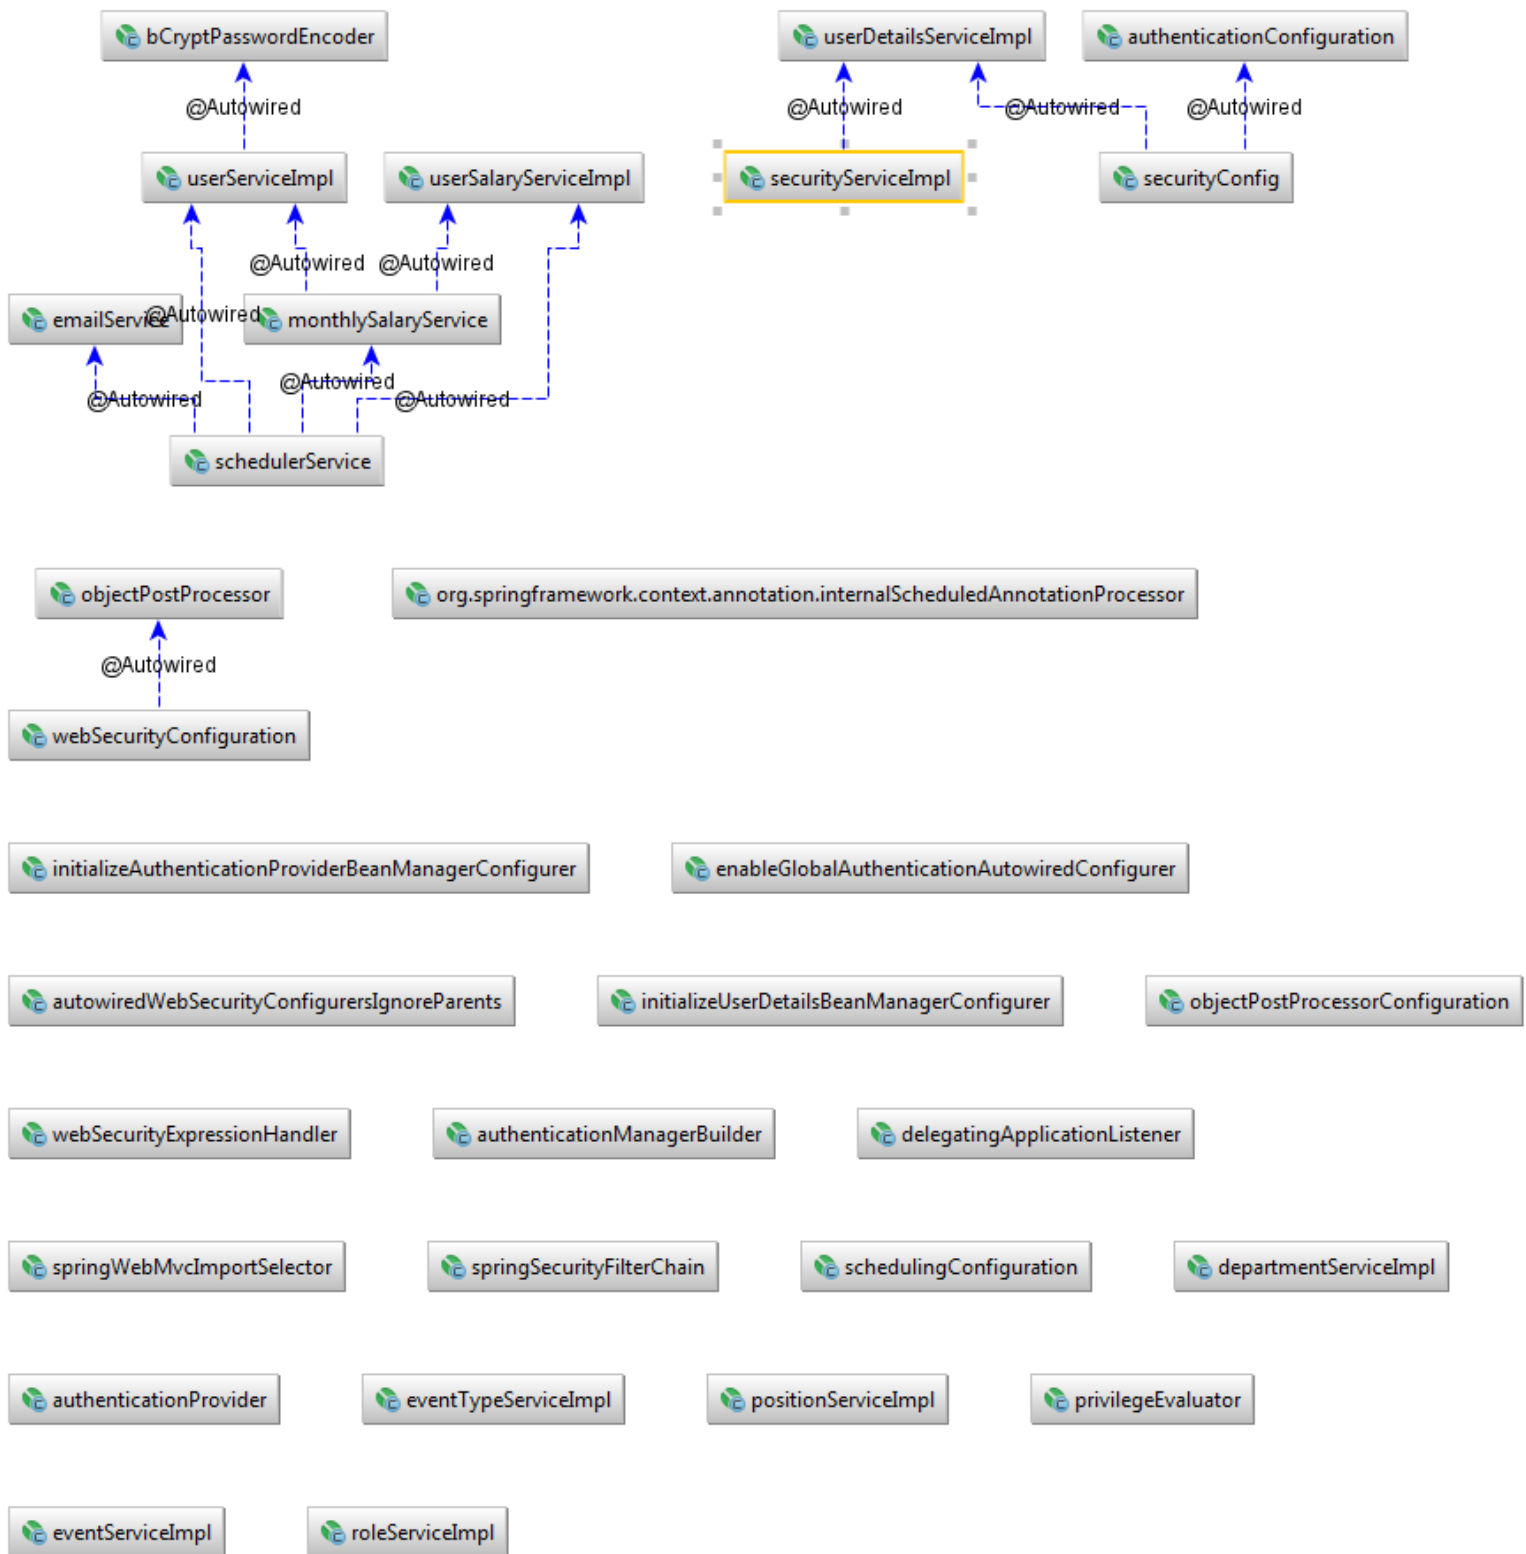 bCryptPasswordEncoder
userDetailsServiceImpl
authenticationConfiguration
@Autowired
@Autowired
@Autowired
@Autowired
userServiceImpl
userSalaryServiceImpl
securityServiceImpl
securityConfig
@Autowired
@Autowired
emailService
@Autowired
monthlySalaryService
@Autowired
@Autowired
@Autowired
schedulerService
objectPostProcessor
org.springframework.context.annotation.internalScheduledAnnotationProcessor
@Autowired
webSecurityConfiguration
initializeAuthenticationProviderBeanManagerConfigurer
enableGlobalAuthenticationAutowiredConfigurer
autowiredWebSecurityConfigurersIgnoreParents
initializeUserDetailsBeanManagerConfigurer
objectPostProcessorConfiguration
webSecurityExpressionHandler
authenticationManagerBuilder
delegatingApplicationListener
springWebMvcImportSelector
springSecurityFilterChain
schedulingConfiguration
departmentServiceImpl
authenticationProvider
eventTypeServiceImpl
positionServiceImpl
privilegeEvaluator
eventServiceImpl
roleServiceImpl